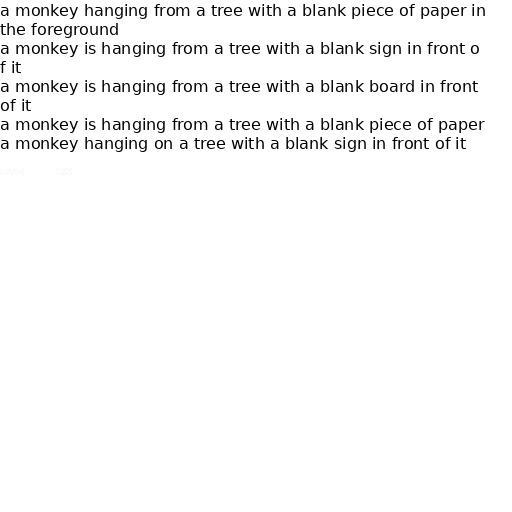 a monkey hanging from a tree with a blank piece of paper in
the foreground
a monkey is hanging from a tree with a blank sign in front o
f it
a monkey is hanging from a tree with a blank board in front
of it
a monkey is hanging from a tree with a blank piece of paper
a monkey hanging on a tree with a blank sign in front of it